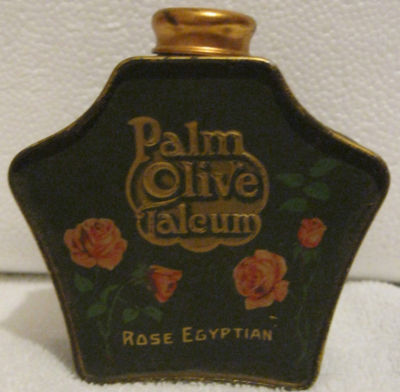 Palm
Olive
Talcum
ROSE EGYPTIAN